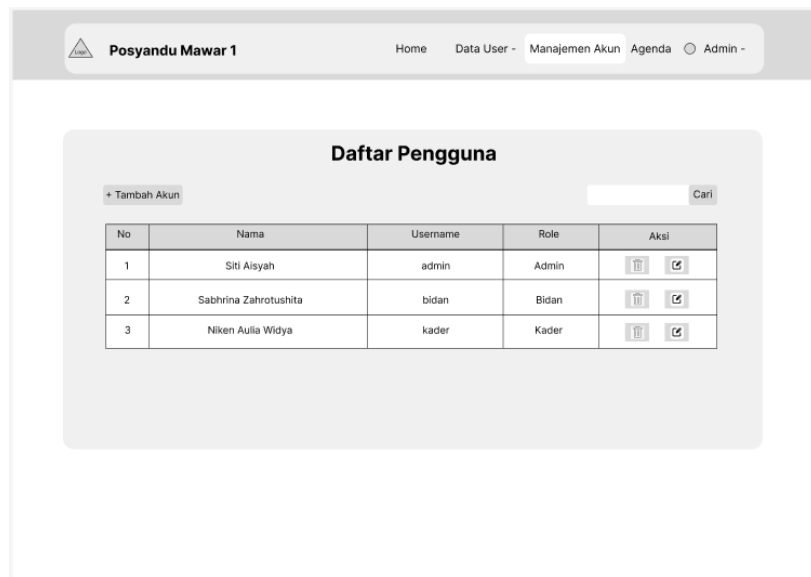 Logo Posyandu Mawar 1 Home Data User - Manajemen Akun Agenda Admin -
Daftar Pengguna
+ Tambah Akun Cari
No Nama Username Role Aksi
1 Siti Aisyah admin Admin
2 Sabhrina Zahrotushita bidan Bidan
3 Niken Aulia Widya kader Kader